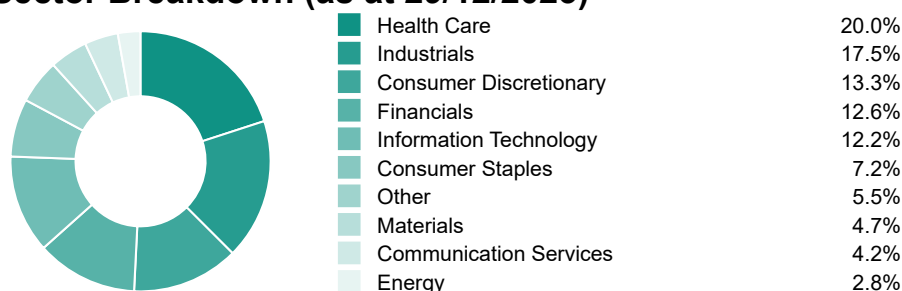 Health Care 20.0%
Industrials 17.5%
Consumer Discretionary 13.3%
Financials 12.6%
Information Technology 12.2%
Consumer Staples 7.2%
Other 5.5%
Materials 4.7%
Communication Services 4.2%
Energy 2.8%